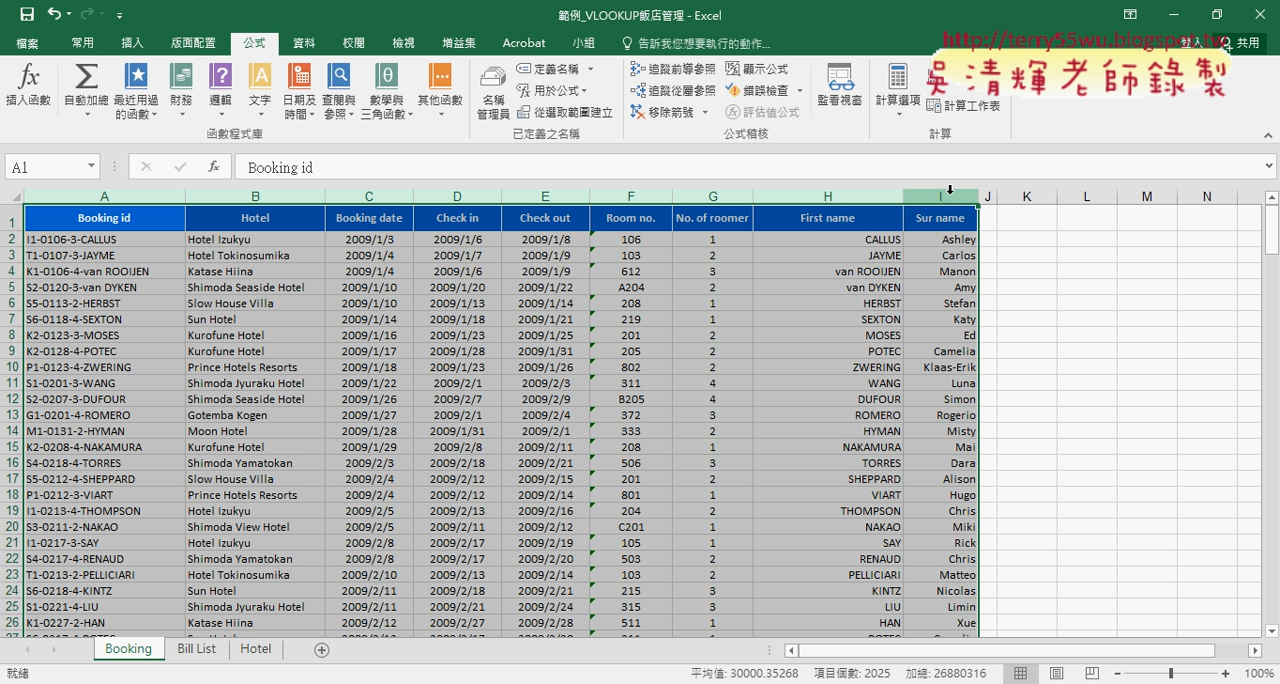 範例_VLOOKUP飯店管理 - Excel
檔案 常用 插入 版面配置 公式 資料 校閱 檢視 增益集 Acrobat 小組 告訴我您想要執行的動作... 登入 共用
http://terry55wu.blogspot.tw
吳清輝老師錄製
fx Σ θ
插入函數 自動加總 最近用過的函數 財務 邏輯 文字 日期及時間 查閱與參照 數學與三角函數 其他函數
函數程式庫
名稱管理員 定義名稱 用於公式 從選取範圍建立
已定義之名稱
追蹤前導參照 顯示公式
追蹤從屬參照 錯誤檢查
移除箭號 評估值公式
公式稽核
監看視窗 計算選項 計算工作表
計算
A1 fx Booking id
A B C D E F G H I J K L M N
1 Booking id Hotel Booking date Check in Check out Room no. No. of roomer First name Sur name
2 I1-0106-3-CALLUS Hotel Izukyu 2009/1/3 2009/1/6 2009/1/8 106 1 CALLUS Ashley
3 T1-0107-3-JAYME Hotel Tokinosumika 2009/1/4 2009/1/7 2009/1/9 103 2 JAYME Carlos
4 K1-0106-4-van ROOIJEN Katase Hiina 2009/1/4 2009/1/6 2009/1/9 612 3 van ROOIJEN Manon
5 S2-0120-3-van DYKEN Shimoda Seaside Hotel 2009/1/10 2009/1/20 2009/1/22 A204 2 van DYKEN Amy
6 S5-0113-2-HERBST Slow House Villa 2009/1/10 2009/1/13 2009/1/14 208 1 HERBST Stefan
7 S6-0118-4-SEXTON Sun Hotel 2009/1/14 2009/1/18 2009/1/21 219 1 SEXTON Katy
8 K2-0123-3-MOSES Kurofune Hotel 2009/1/16 2009/1/23 2009/1/25 201 2 MOSES Ed
9 K2-0128-4-POTEC Kurofune Hotel 2009/1/17 2009/1/28 2009/1/31 205 2 POTEC Camelia
10 P1-0123-4-ZWERING Prince Hotels Resorts 2009/1/18 2009/1/23 2009/1/26 802 2 ZWERING Klaas-Erik
11 S1-0201-3-WANG Shimoda Jyuraku Hotel 2009/1/22 2009/2/1 2009/2/3 311 4 WANG Luna
12 S2-0207-3-DUFOUR Shimoda Seaside Hotel 2009/1/26 2009/2/7 2009/2/9 B205 4 DUFOUR Simon
13 G1-0201-4-ROMERO Gotemba Kogen 2009/1/27 2009/2/1 2009/2/4 372 3 ROMERO Rogerio
14 M1-0131-2-HYMAN Moon Hotel 2009/1/28 2009/1/31 2009/2/1 333 2 HYMAN Misty
15 K2-0208-4-NAKAMURA Kurofune Hotel 2009/1/29 2009/2/8 2009/2/11 208 1 NAKAMURA Mai
16 S4-0218-4-TORRES Shimoda Yamatokan 2009/2/3 2009/2/18 2009/2/21 506 3 TORRES Dara
17 S5-0212-4-SHEPPARD Slow House Villa 2009/2/4 2009/2/12 2009/2/15 201 2 SHEPPARD Alison
18 P1-0212-3-VIART Prince Hotels Resorts 2009/2/4 2009/2/12 2009/2/14 801 1 VIART Hugo
19 I1-0213-4-THOMPSON Hotel Izukyu 2009/2/5 2009/2/13 2009/2/16 204 2 THOMPSON Chris
20 S3-0211-2-NAKAO Shimoda View Hotel 2009/2/5 2009/2/11 2009/2/12 C201 1 NAKAO Miki
21 I1-0217-3-SAY Hotel Izukyu 2009/2/8 2009/2/17 2009/2/19 105 1 SAY Rick
22 S4-0217-4-RENAUD Shimoda Yamatokan 2009/2/8 2009/2/17 2009/2/20 503 2 RENAUD Chris
23 T1-0213-2-PELLICIARI Hotel Tokinosumika 2009/2/10 2009/2/13 2009/2/14 103 2 PELLICIARI Matteo
24 S6-0218-4-KINTZ Sun Hotel 2009/2/11 2009/2/18 2009/2/21 215 3 KINTZ Nicolas
25 S1-0221-4-LIU Shimoda Jyuraku Hotel 2009/2/11 2009/2/21 2009/2/24 315 3 LIU Limin
26 K1-0227-2-HAN Katase Hiina 2009/2/12 2009/2/27 2009/2/28 511 1 HAN Xue
Booking Bill List Hotel
就緒 平均值: 30000.35268 項目個數: 2025 加總: 26880316 100%